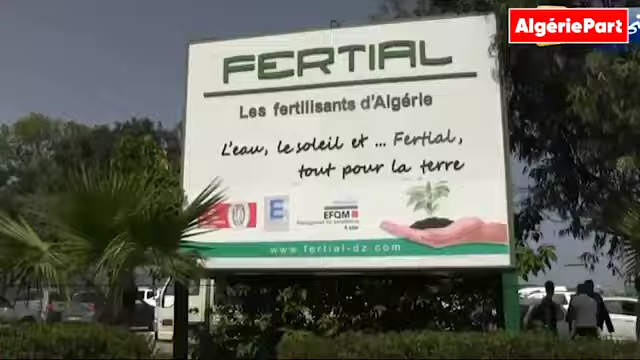 AlgériePart
FERTIAL
Les fertilisants d'Algérie
L'eau, le soleil et ... Fertial,
tout pour la terre
EFQM
www.fertial-dz.com